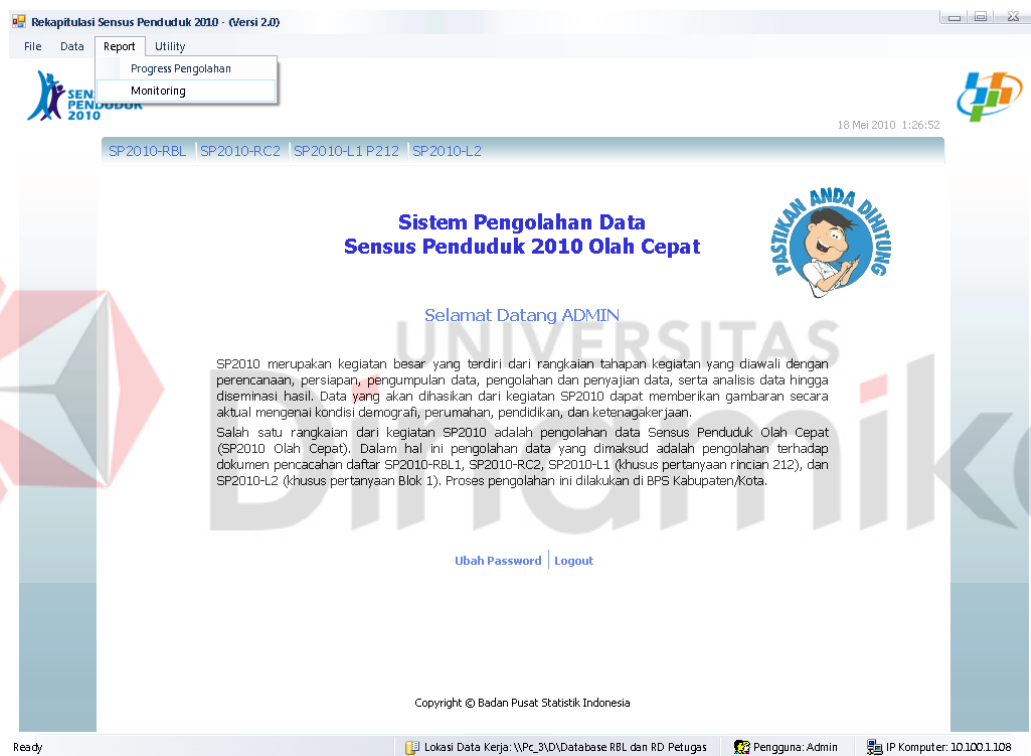 Rekapitulasi Sensus Penduduk 2010 - (Versi 2.0)
File Data Report Utility
Progress Pengolahan
Monitoring
SEN
PENDUDUK
2010
18 Mei 2010 1:26:52
SP2010-RBL SP2010-RC2 SP2010-L1 P212 SP2010-L2
Sistem Pengolahan Data
Sensus Penduduk 2010 Olah Cepat
PASTIKAN ANDA DIHITUNG
Selamat Datang ADMIN
UNIVERSITAS
SP2010 merupakan kegiatan besar yang terdiri dari rangkaian tahapan kegiatan yang diawali dengan
perencanaan, persiapan, pengumpulan data, pengolahan dan penyajian data, serta analisis data hingga
diseminasi hasil. Data yang akan dihasikan dari kegiatan SP2010 dapat memberikan gambaran secara
aktual mengenai kondisi demografi, perumahan, pendidikan, dan ketenagakerjaan.
Salah satu rangkaian dari kegiatan SP2010 adalah pengolahan data Sensus Penduduk Olah Cepat
(SP2010 Olah Cepat). Dalam hal ini pengolahan data yang dimaksud adalah pengolahan terhadap
dokumen pencacahan daftar SP2010-RBL1, SP2010-RC2, SP2010-L1 (khusus pertanyaan rincian 212), dan
SP2010-L2 (khusus pertanyaan Blok 1). Proses pengolahan ini dilakukan di BPS Kabupaten/Kota.
Dinamik
Ubah Password Logout
Copyright © Badan Pusat Statistik Indonesia
Ready Lokasi Data Kerja: \\Pc_3\D\Database RBL dan RD Petugas Pengguna: Admin IP Komputer: 10.100.1.108